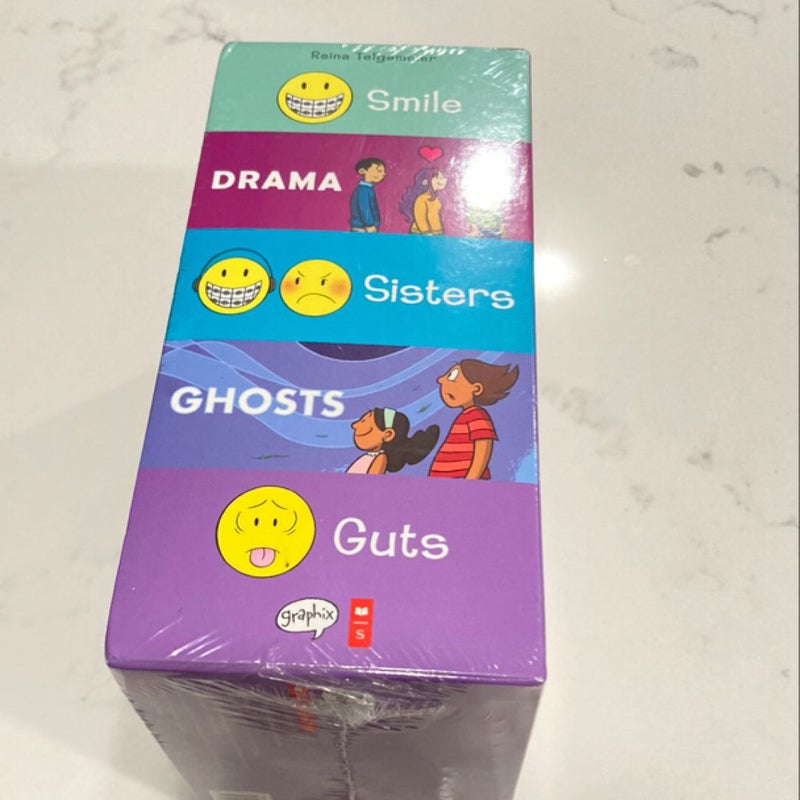 Raina Telgemeier
Smile
DRAMA
Sisters
GHOSTS
Guts
graphix
S